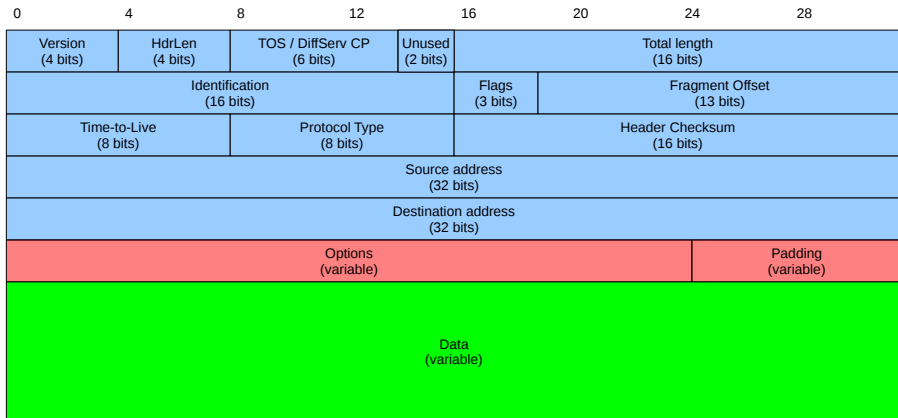 0 4 8 12 16 20 24 28
Version HdrLen TOS / DiffServ CP Unused Total length
(4 bits) (4 bits) (6 bits) (2 bits) (16 bits)
Identification Flags Fragment Offset
(16 bits) (3 bits) (13 bits)
Time-to-Live Protocol Type Header Checksum
(8 bits) (8 bits) (16 bits)
Source address
(32 bits)
Destination address
(32 bits)
Options Padding
(variable) (variable)
Data
(variable)